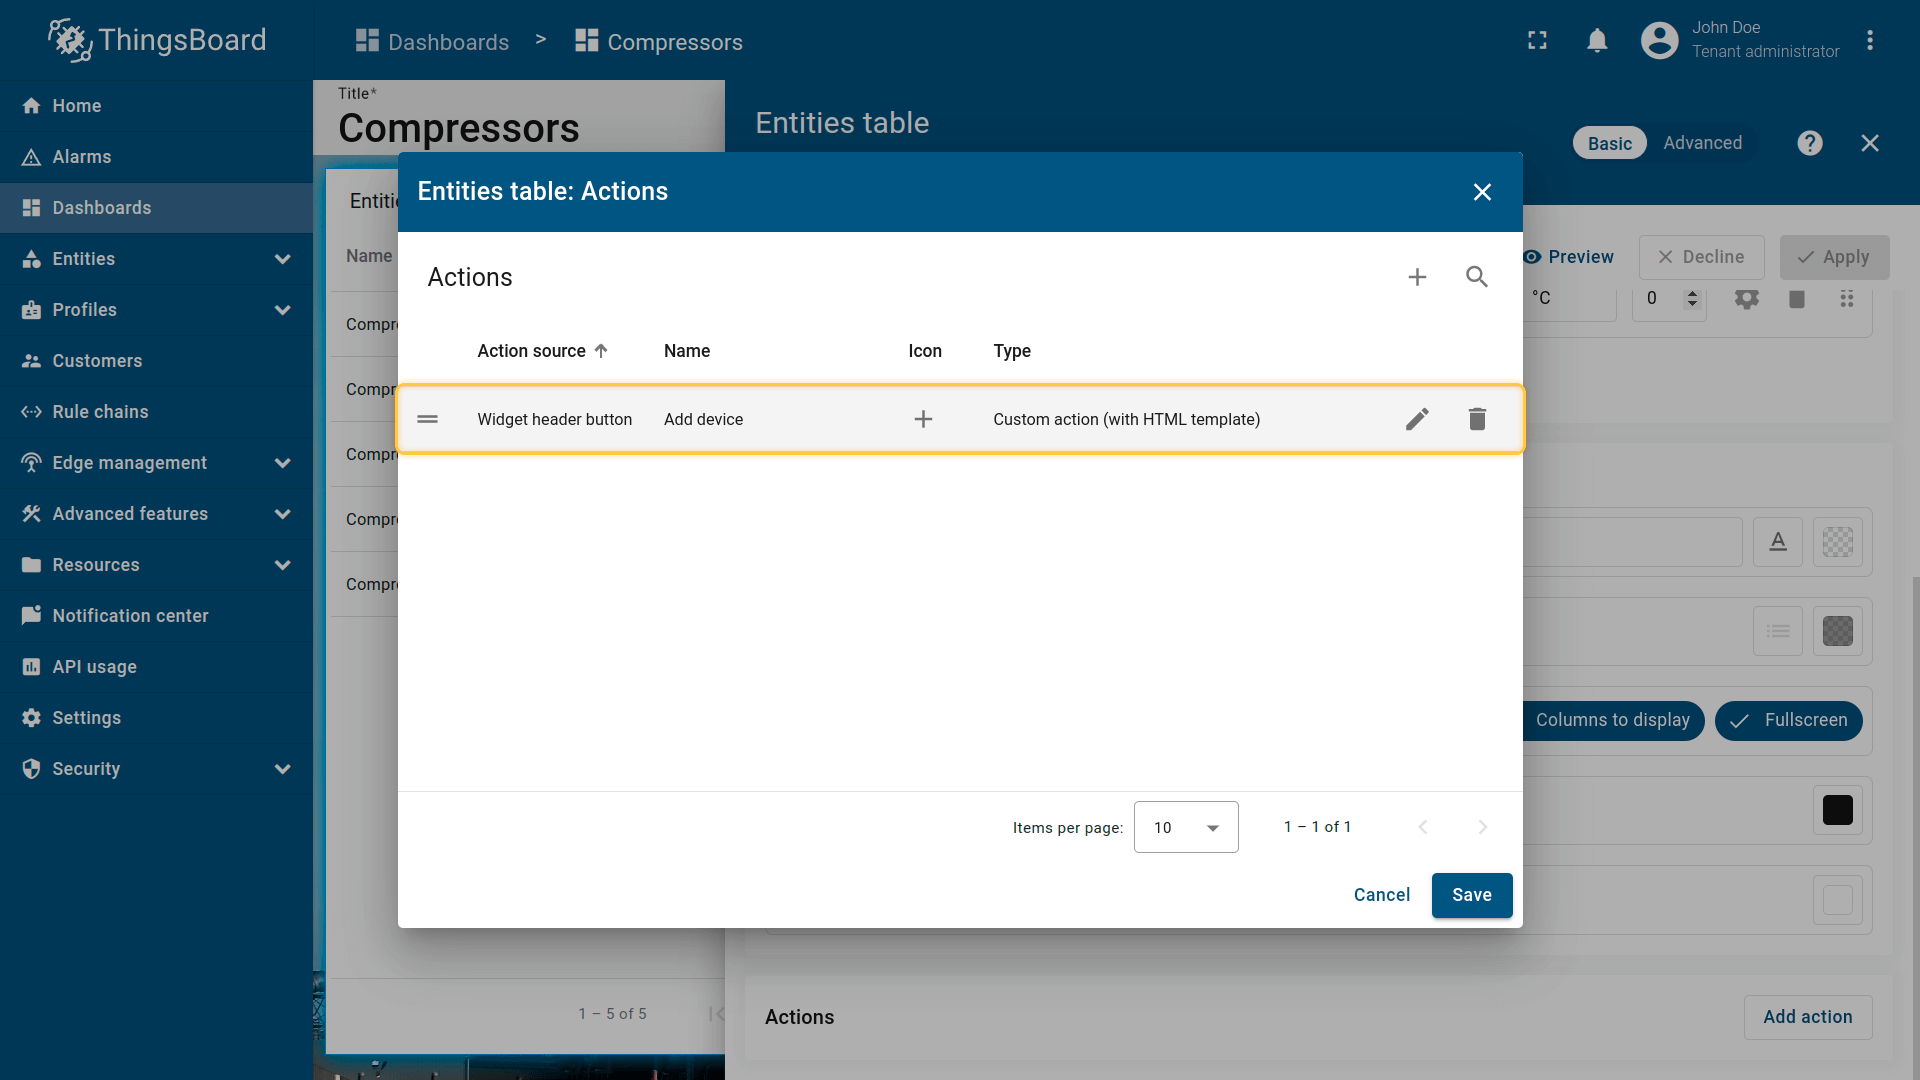 ThingsBoard
Dashboards > Compressors
John Doe
Tenant administrator
Home
Alarms
Dashboards
Entities
Profiles
Customers
Rule chains
Edge management
Advanced features
Resources
Notification center
API usage
Settings
Security
Title*
Compressors
Entities table
Basic
Advanced
Entiti
Name
Compr
Compr
Compr
Compr
Compr
1 – 5 of 5
Entities table: Actions
Actions
Action source Name Icon Type
Widget header button Add device Custom action (with HTML template)
Items per page: 10 1 – 1 of 1
Cancel Save
Preview Decline Apply
°C 0
Columns to display Fullscreen
Actions Add action